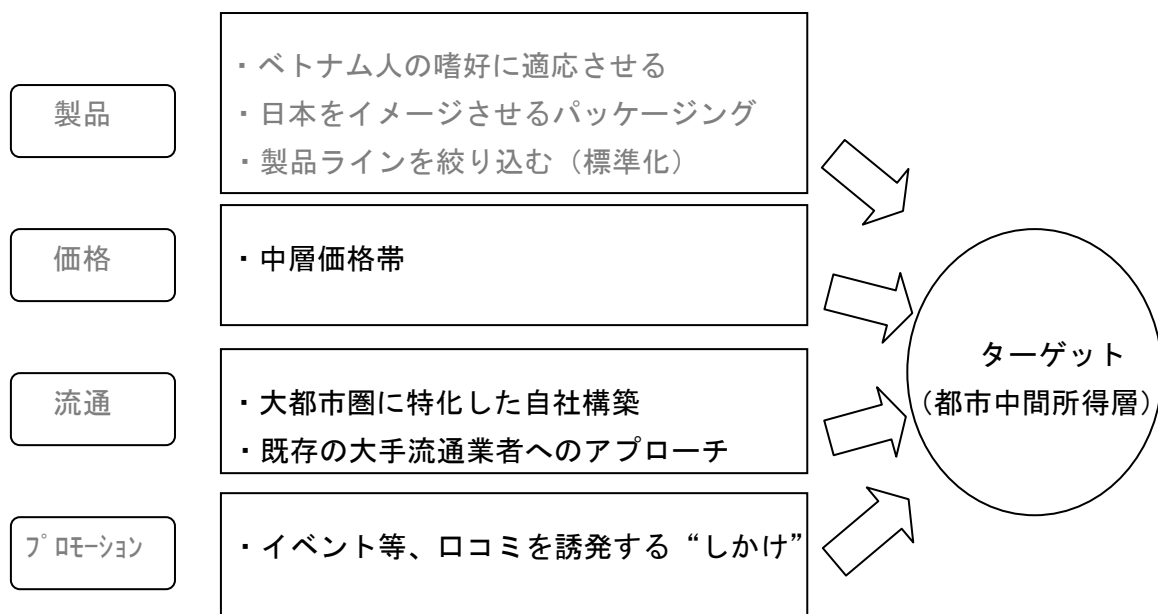 製品
・ベトナム人の嗜好に適応させる
・日本をイメージさせるパッケージング
・製品ラインを絞り込む（標準化）
価格
・中層価格帯
流通
・大都市圏に特化した自社構築
・既存の大手流通業者へのアプローチ
ﾌﾟﾛﾓｰｼｮﾝ
・イベント等、口コミを誘発する“しかけ”
ターゲット
（都市中間所得層）